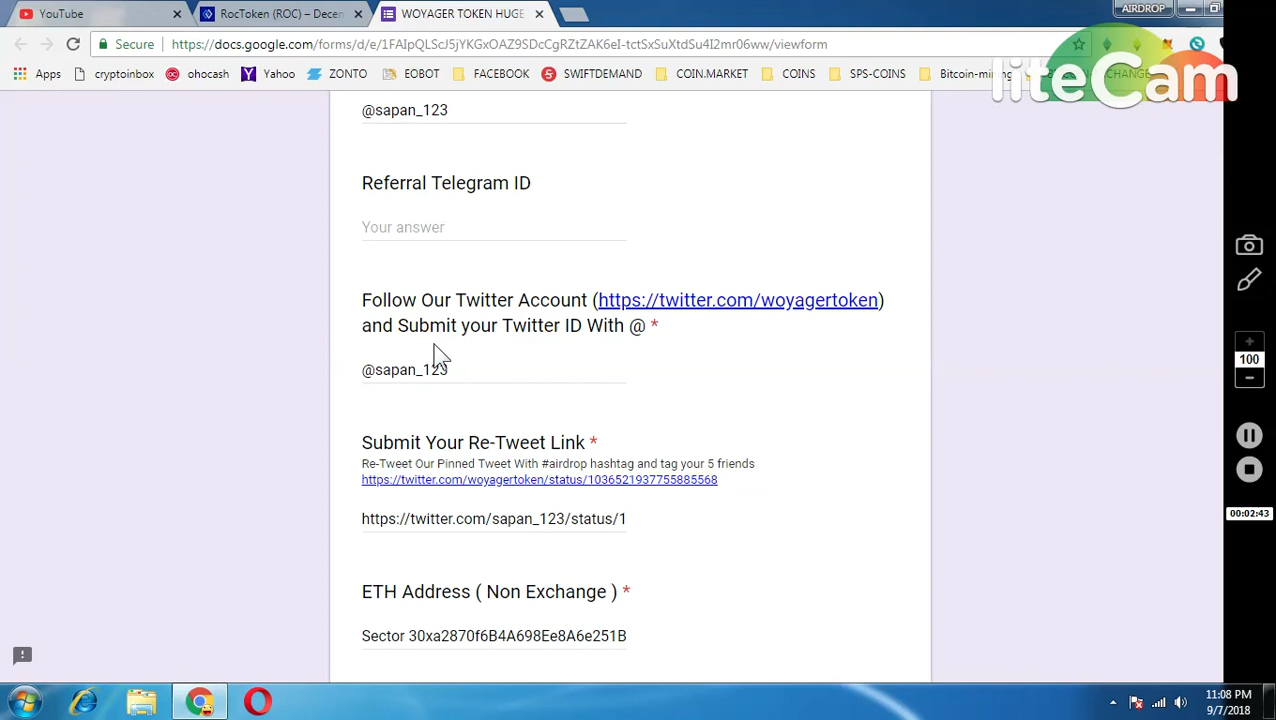 YouTube
RocToken (ROC) – Decen
WOYAGER TOKEN HUGE
AIRDROP
Secure
https://docs.google.com/forms/d/e/1FAIpQLScJ5jWGxOAZS9DcCgRZtZAK6eI-tctSxSuXtdSu4I2mr06ww/viewform
Apps
cryptoinbox
ohocash
Yahoo
ZONTO
EOBOT
FACEBOOK
SWIFTDEMAND
COIN.MARKET
COINS
SPS-COINS
liteCam
@sapan_123
Referral Telegram ID
Your answer
Follow Our Twitter Account (https://twitter.com/woyagertoken)
and Submit your Twitter ID With @ *
@sapan_123
Submit Your Re-Tweet Link *
Re-Tweet Our Pinned Tweet With #airdrop hashtag and tag your 5 friends
https://twitter.com/woyagertoken/status/1036521937755885568
https://twitter.com/sapan_123/status/1
ETH Address ( Non Exchange ) *
Sector 30xa2870f6B4A698Ee8A6e251B
100
00:02:43
11:08 PM
9/7/2018